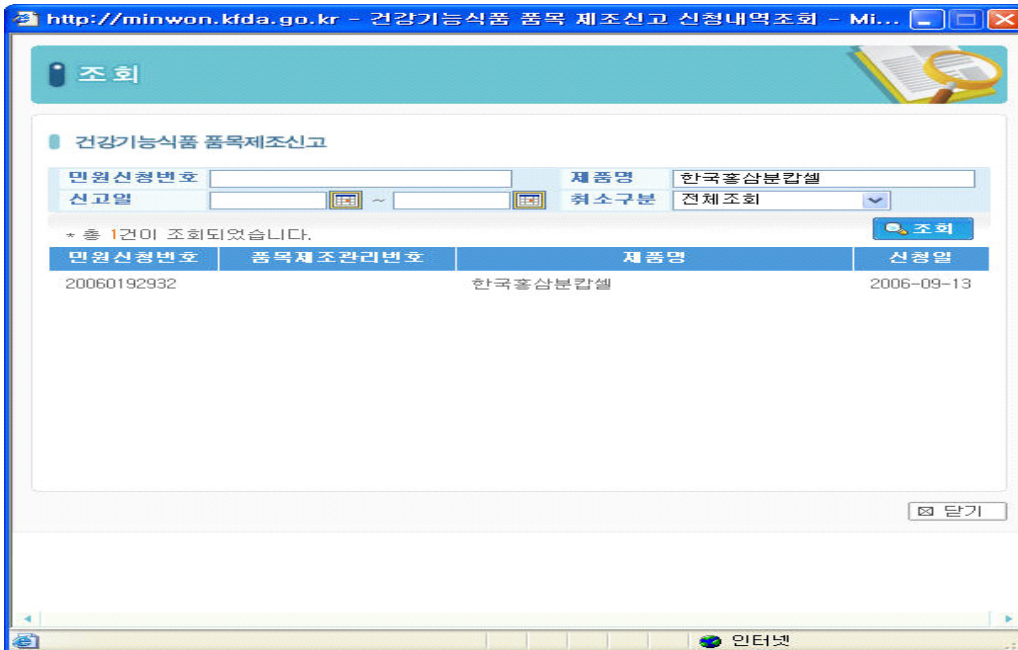 http://minwon.kfda.go.kr - 건강기능식품 품목 제조신고 신청내역조회 - Mi...
조회
건강기능식품 품목제조신고
민원신청번호 제품명 한국홍삼분캅셀
신고일 ~ 취소구분 전체조회
* 총 1건이 조회되었습니다. 조회
민원신청번호 품목제조관리번호 제품명 신청일
20060192932 한국홍삼분캅셀 2006-09-13
닫기
인터넷